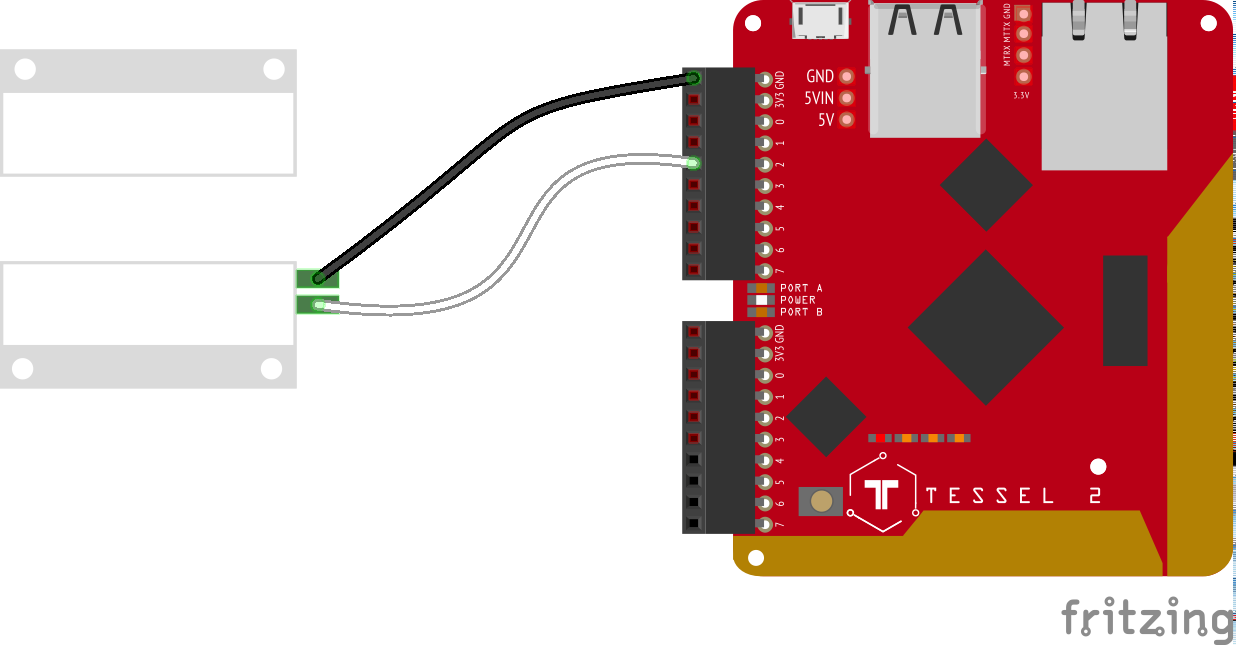 MTRX MTTX GND
3.3V
GND
5VIN
5V
GND
3V3
0
1
2
3
4
5
6
7
PORT A
POWER
PORT B
GND
3V3
0
1
2
3
4
5
6
7
TESSEL 2
fritzing